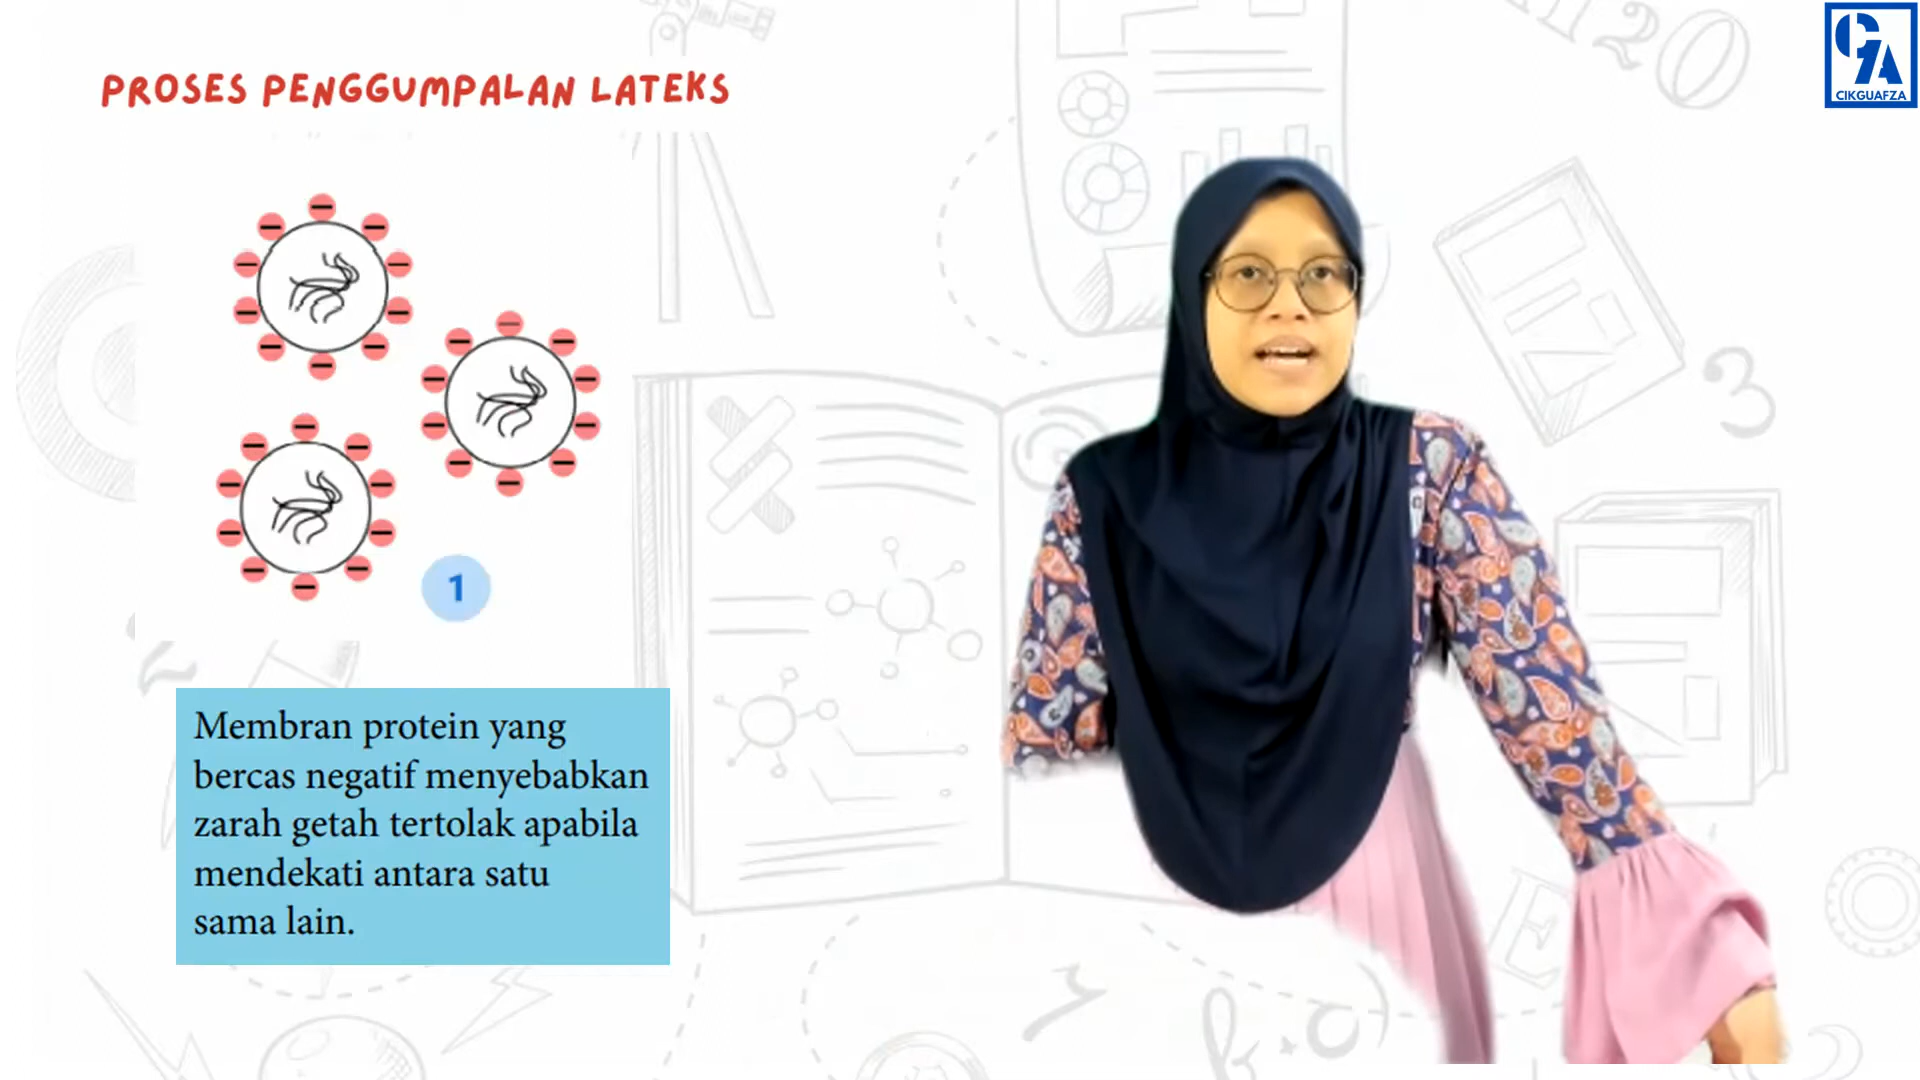 PROSES PENGGUMPALAN LATEKS
CIKGUAFZA
1
Membran protein yang
bercas negatif menyebabkan
zarah getah tertolak apabila
mendekati antara satu
sama lain.